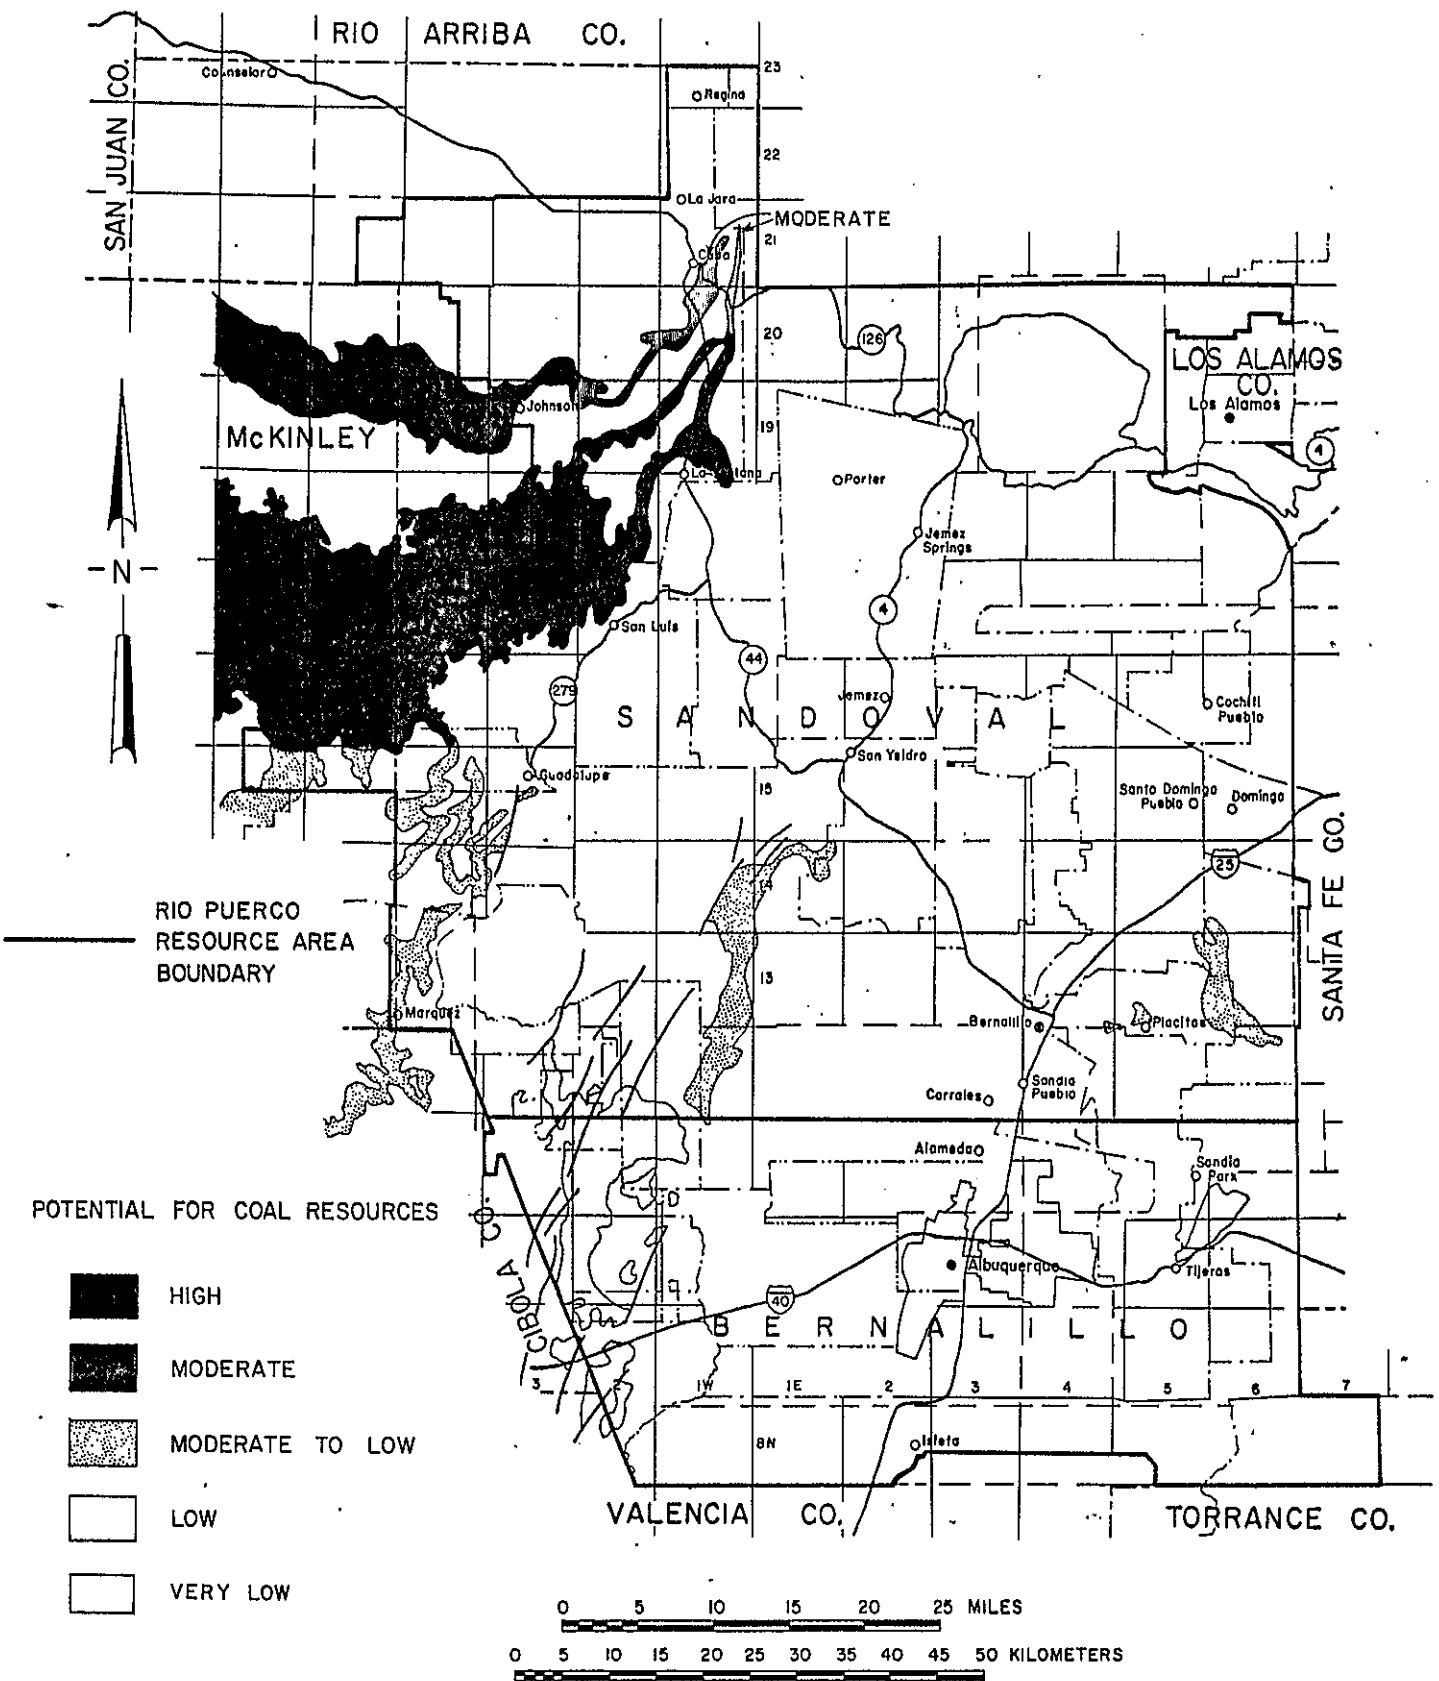 RIO ARRIBA CO.
SAN JUAN CO.
Counselor
23
Regina
22
La Jara
MODERATE
21
Cuba
20
126
LOS ALAMOS
CO.
Los Alamos
Johnson
19
4
McKINLEY
La Ventana
Porter
N
Jemez
Springs
4
San Luis
44
279
Jemez
Cochiti
Pueblo
SANDOVAL
San Ysidro
Guadalupe
15
Santo Domingo
Pueblo
Domingo
25
14
SANTA FE CO.
RIO PUERCO
RESOURCE AREA
BOUNDARY
13
Marquez
Bernalillo
Placitas
Sandia
Pueblo
Corrales
Alameda
Sandia
Park
POTENTIAL FOR COAL RESOURCES
CIBOLA CO.
Albuquerque
Tijeras
HIGH
40
BERNALILLO
MODERATE
3
1W
1E
2
3
4
5
6
7
MODERATE TO LOW
8N
Isleta
LOW
VALENCIA CO.
TORRANCE CO.
VERY LOW
0 5 10 15 20 25 MILES
0 5 10 15 20 25 30 35 40 45 50 KILOMETERS